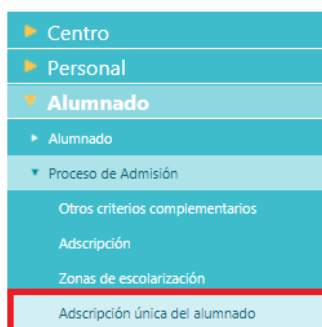 Centro
Personal
Alumnado
Alumnado
Proceso de Admisión
Otros criterios complementarios
Adscripción
Zonas de escolarización
Adscripción única del alumnado